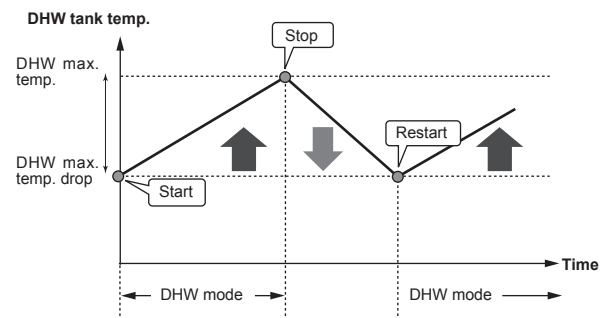 DHW tank temp.
Stop
DHW max.
temp.
Restart
DHW max.
temp. drop
Start
Time
DHW mode
DHW mode